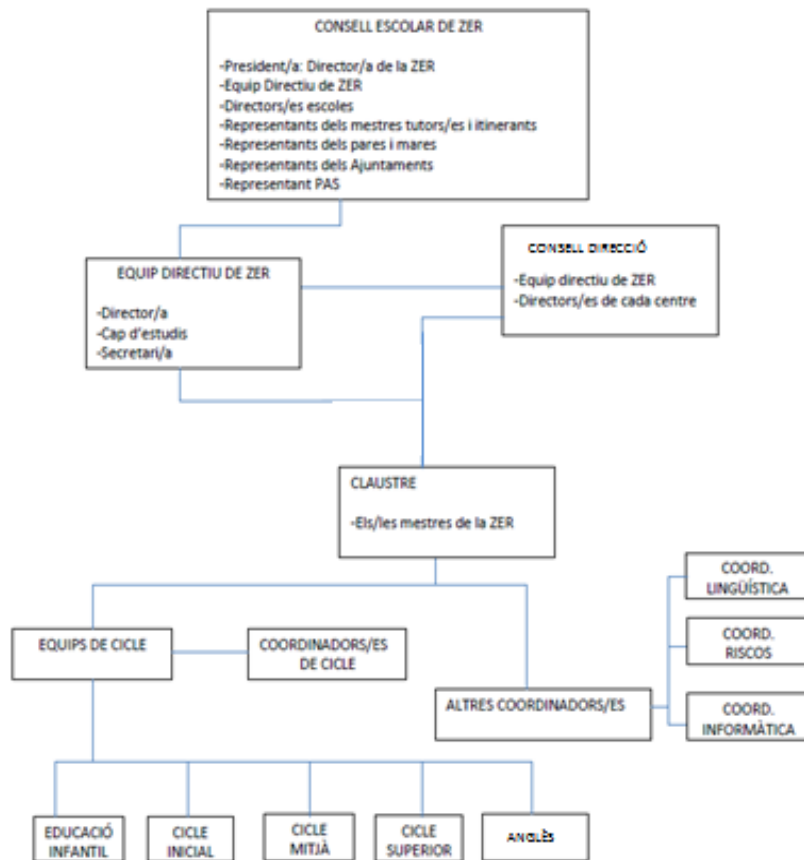 CONSELL ESCOLAR DE ZER
-President/a: Director/a de la ZER
-Equip Directiu de ZER
-Directors/es escoles
-Representants dels mestres tutors/es i itinerants
-Representants dels pares i mares
-Representants dels Ajuntaments
-Representant PAS
EQUIP DIRECTIU DE ZER
-Director/a
-Cap d'estudis
-Secretari/a
CONSELL DIRECCIÓ
-Equip directiu de ZER
-Directors/es de cada centre
CLAUSTRE
-Els/les mestres de la ZER
EQUIPS DE CICLE
COORDINADORS/ES
DE CICLE
ALTRES COORDINADORS/ES
COORD.
LINGÜÍSTICA
COORD.
RISCOS
COORD.
INFORMÀTICA
EDUCACIÓ
INFANTIL
CICLE
INICIAL
CICLE
MITJÀ
CICLE
SUPERIOR
ANGLÈS